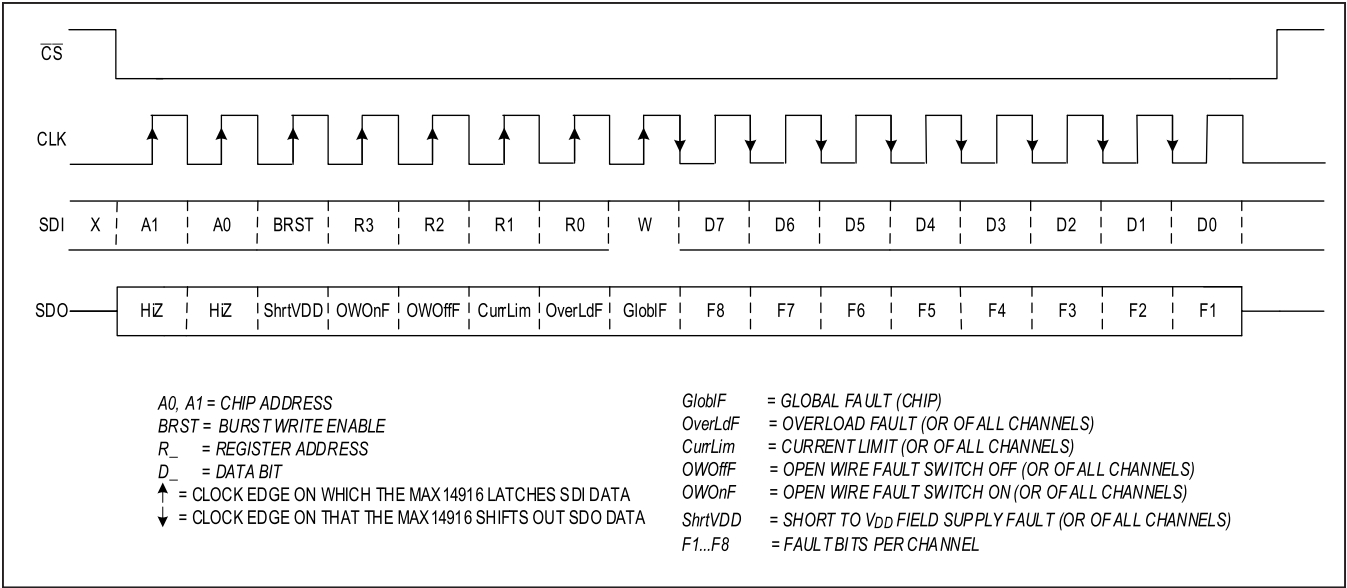 CS
CLK
SDI X A1 A0 BRST R3 R2 R1 R0 W D7 D6 D5 D4 D3 D2 D1 D0
SDO HiZ HiZ ShrtVDD OWOnF OWOffF CurrLim OverLdF GloblF F8 F7 F6 F5 F4 F3 F2 F1
A0, A1 = CHIP ADDRESS
BRST = BURST WRITE ENABLE
R_ = REGISTER ADDRESS
D_ = DATA BIT
↑ = CLOCK EDGE ON WHICH THE MAX14916 LATCHES SDI DATA
↓ = CLOCK EDGE ON THAT THE MAX14916 SHIFTS OUT SDO DATA
GloblF = GLOBAL FAULT (CHIP)
OverLdF = OVERLOAD FAULT (OR OF ALL CHANNELS)
CurrLim = CURRENT LIMIT (OR OF ALL CHANNELS)
OWOffF = OPEN WIRE FAULT SWITCH OFF (OR OF ALL CHANNELS)
OWOnF = OPEN WIRE FAULT SWITCH ON (OR OF ALL CHANNELS)
ShrtVDD = SHORT TO VDD FIELD SUPPLY FAULT (OR OF ALL CHANNELS)
F1...F8 = FAULT BITS PER CHANNEL